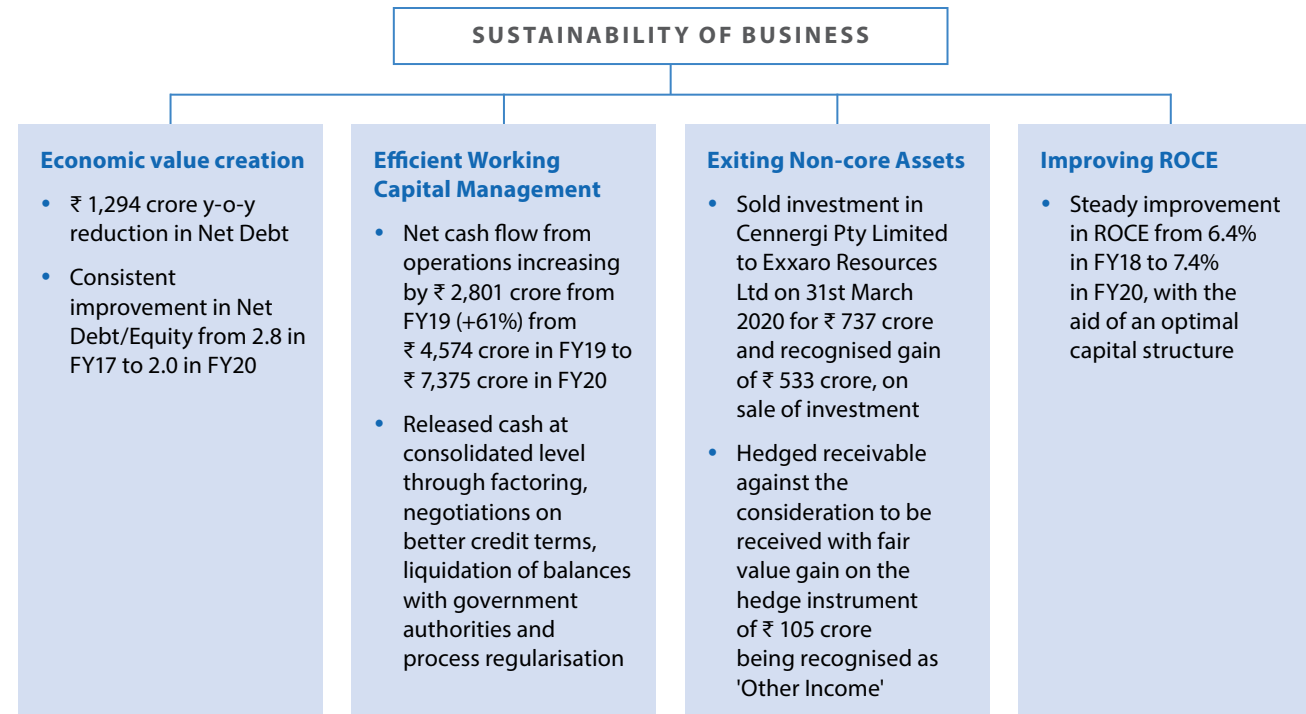 SUSTAINABILITY OF BUSINESS
Economic value creation
• ₹ 1,294 crore y-o-y
reduction in Net Debt
• Consistent
improvement in Net
Debt/Equity from 2.8 in
FY17 to 2.0 in FY20
Efficient Working
Capital Management
• Net cash flow from
operations increasing
by ₹ 2,801 crore from
FY19 (+61%) from
₹ 4,574 crore in FY19 to
₹ 7,375 crore in FY20
• Released cash at
consolidated level
through factoring,
negotiations on
better credit terms,
liquidation of balances
with government
authorities and
process regularisation
Exiting Non-core Assets
• Sold investment in
Cennergi Pty Limited
to Exxaro Resources
Ltd on 31st March
2020 for ₹ 737 crore
and recognised gain
of ₹ 533 crore, on
sale of investment
• Hedged receivable
against the
consideration to be
received with fair
value gain on the
hedge instrument
of ₹ 105 crore
being recognised as
'Other Income'
Improving ROCE
• Steady improvement
in ROCE from 6.4%
in FY18 to 7.4%
in FY20, with the
aid of an optimal
capital structure